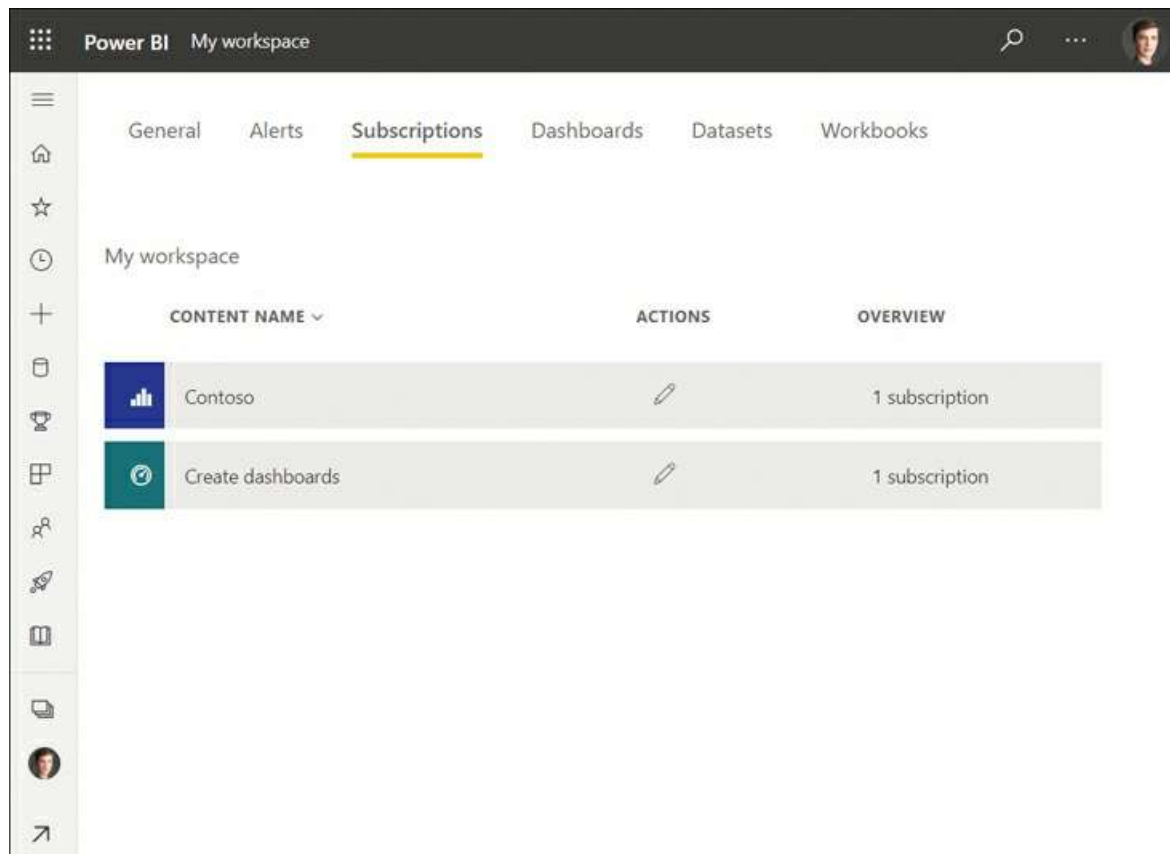 Power BI My workspace
General Alerts Subscriptions Dashboards Datasets Workbooks
My workspace
CONTENT NAME ACTIONS OVERVIEW
Contoso 1 subscription
Create dashboards 1 subscription